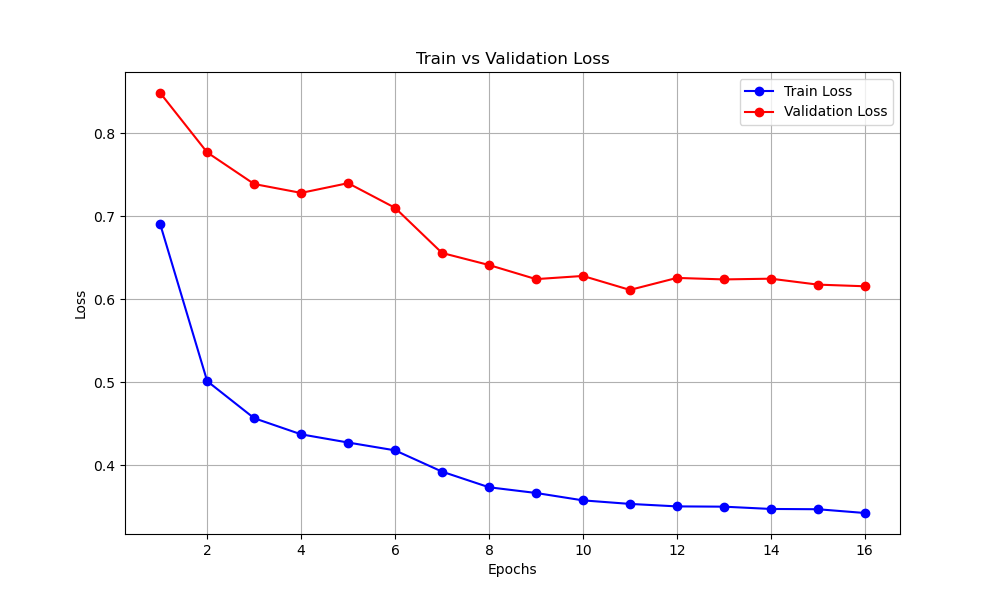 Train vs Validation Loss
Train Loss
Validation Loss
0.8
0.7
0.6
0.5
0.4
Loss
2 4 6 8 10 12 14 16
Epochs